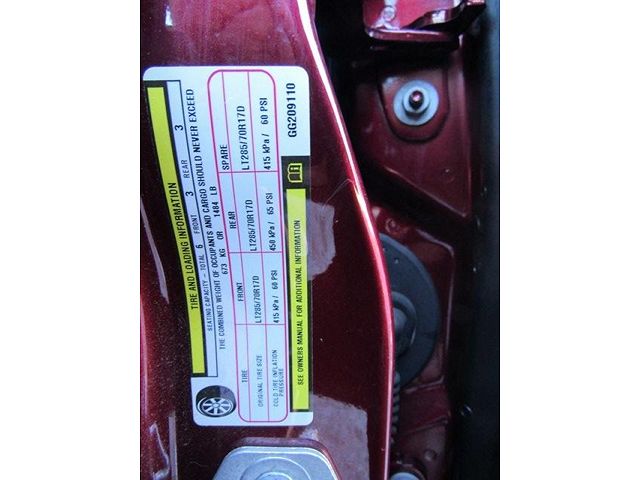 TIRE AND LOADING INFORMATION
SEATING CAPACITY - TOTAL 6 FRONT 3 REAR 3
THE COMBINED WEIGHT OF OCCUPANTS AND CARGO SHOULD NEVER EXCEED
673 KG OR 1484 LB
TIRE FRONT REAR SPARE
ORIGINAL TIRE SIZE LT285/70R17D LT285/70R17D LT285/70R17D
COLD TIRE INFLATION PRESSURE 415 kPa / 60 PSI 450 kPa / 65 PSI 415 kPa / 60 PSI
SEE OWNERS MANUAL FOR ADDITIONAL INFORMATION
GG209110